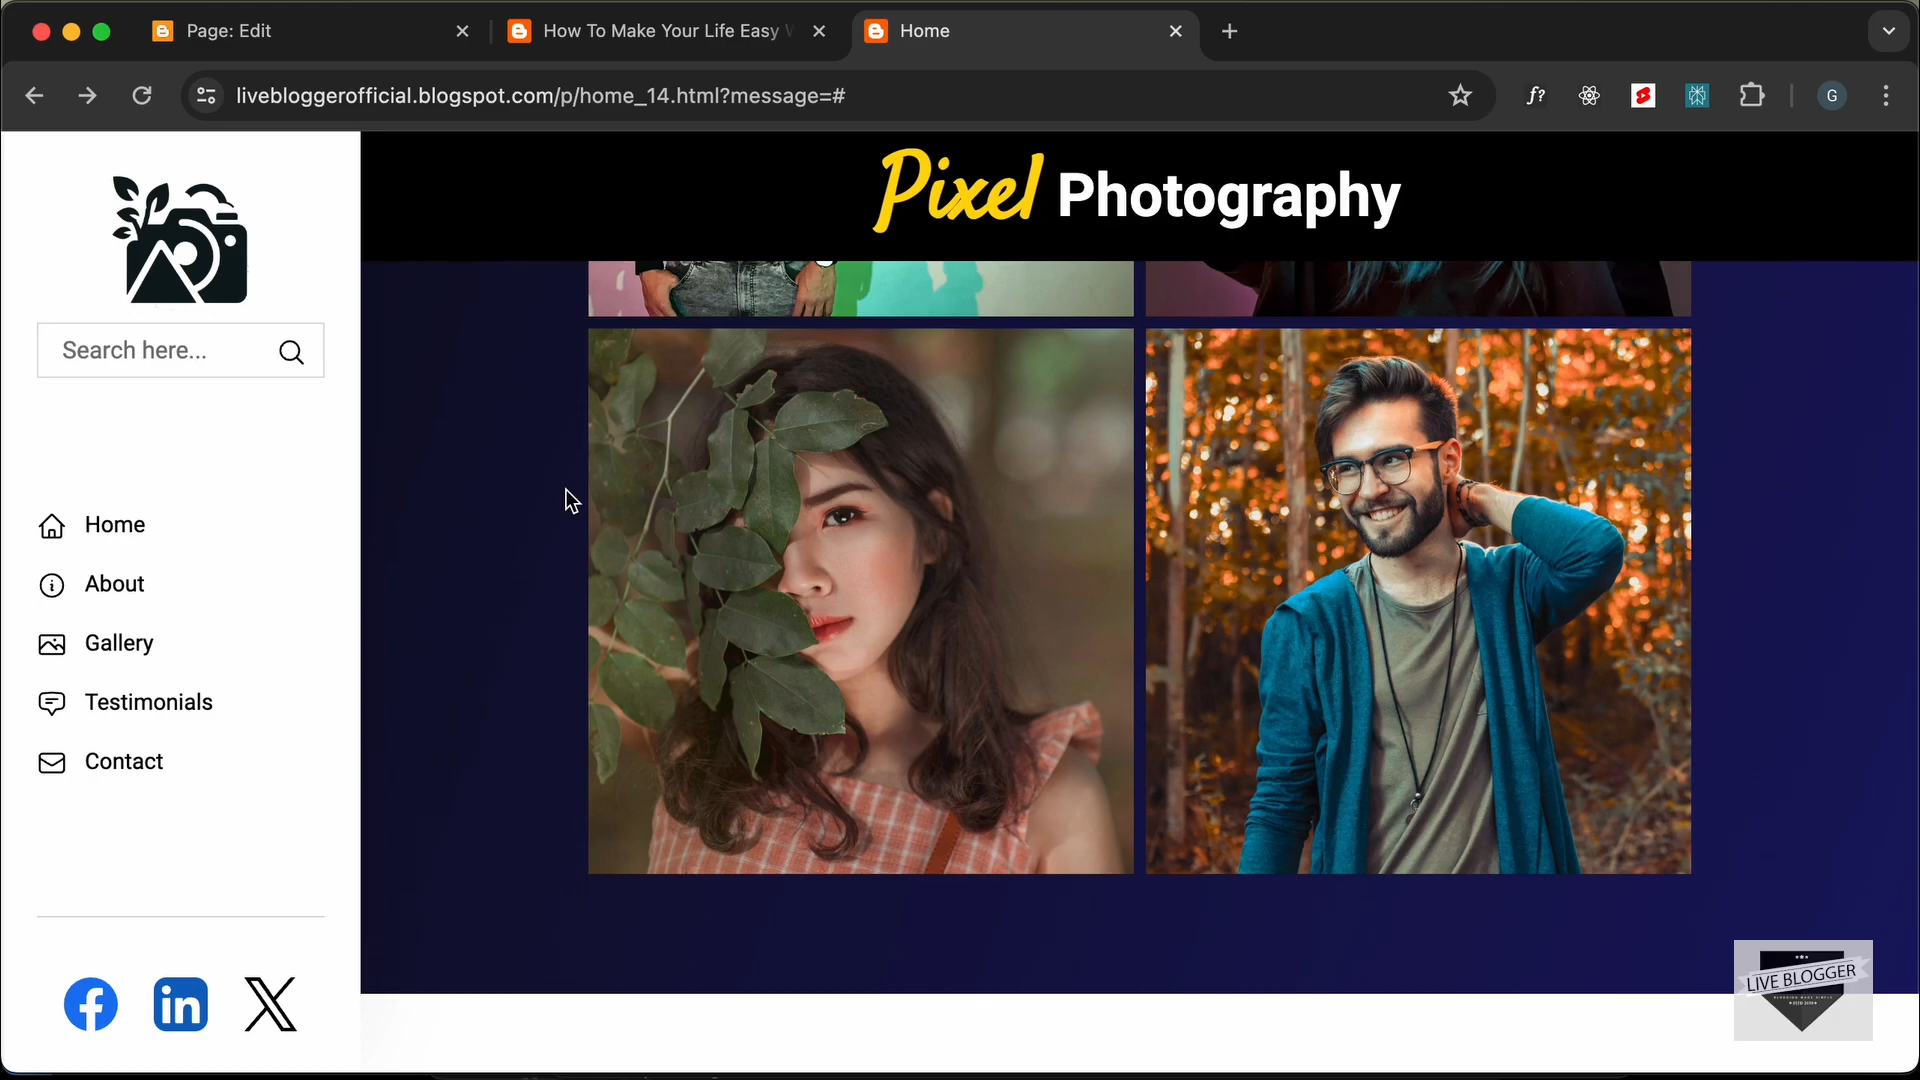 Page: Edit
How To Make Your Life Easy
Home
livebloggerofficial.blogspot.com/p/home_14.html?message=#
f?
G
Pixel Photography
Search here...
Home
About
Gallery
Testimonials
Contact
LIVE BLOGGER